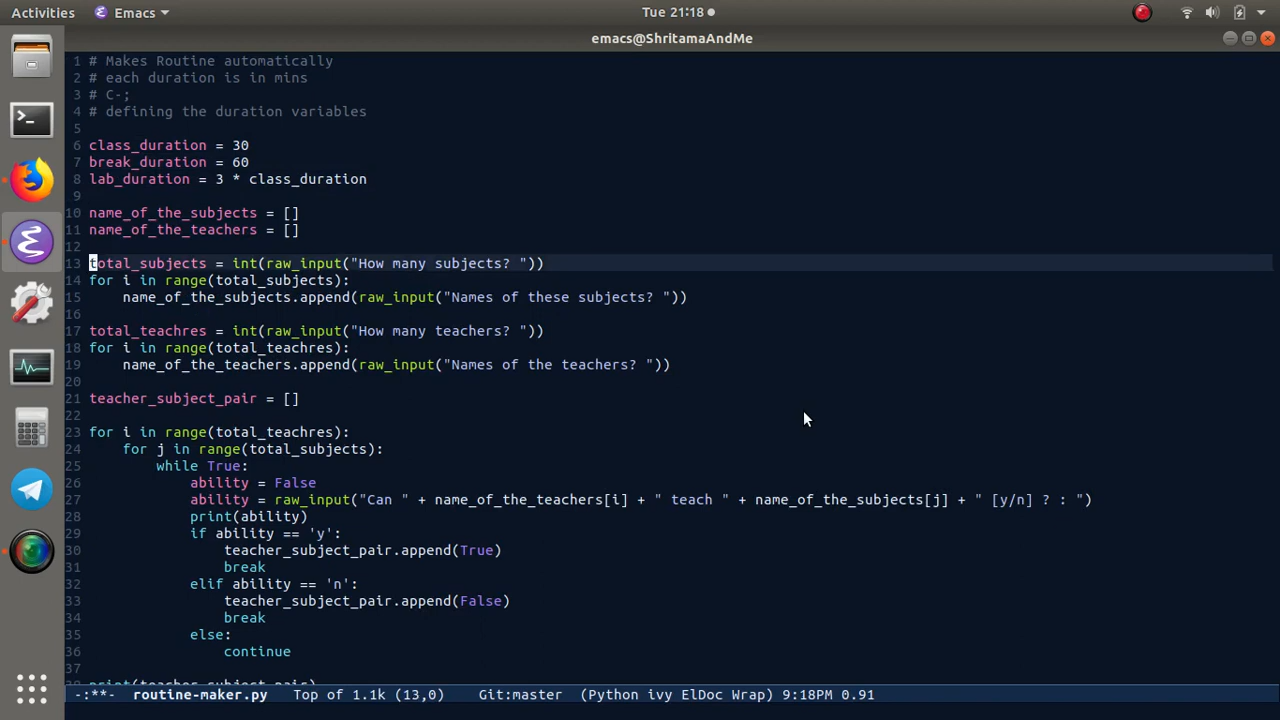 Activities Emacs Tue 21:18
emacs@ShritamaAndMe
1 # Makes Routine automatically
2 # each duration is in mins
3 # C-;
4 # defining the duration variables
5
6 class_duration = 30
7 break_duration = 60
8 lab_duration = 3 * class_duration
9
10 name_of_the_subjects = []
11 name_of_the_teachers = []
12
13 total_subjects = int(raw_input("How many subjects? "))
14 for i in range(total_subjects):
15     name_of_the_subjects.append(raw_input("Names of these subjects? "))
16
17 total_teachres = int(raw_input("How many teachers? "))
18 for i in range(total_teachres):
19     name_of_the_teachers.append(raw_input("Names of the teachers? "))
20
21 teacher_subject_pair = []
22
23 for i in range(total_teachres):
24     for j in range(total_subjects):
25         while True:
26             ability = False
27             ability = raw_input("Can " + name_of_the_teachers[i] + " teach " + name_of_the_subjects[j] + " [y/n] ? : ")
28             print(ability)
29             if ability == 'y':
30                 teacher_subject_pair.append(True)
31                 break
32             elif ability == 'n':
33                 teacher_subject_pair.append(False)
34                 break
35             else:
36                 continue
37
38 print(teacher_subject_pair)
-:**- routine-maker.py Top of 1.1k (13,0) Git:master (Python ivy ElDoc Wrap) 9:18PM 0.91